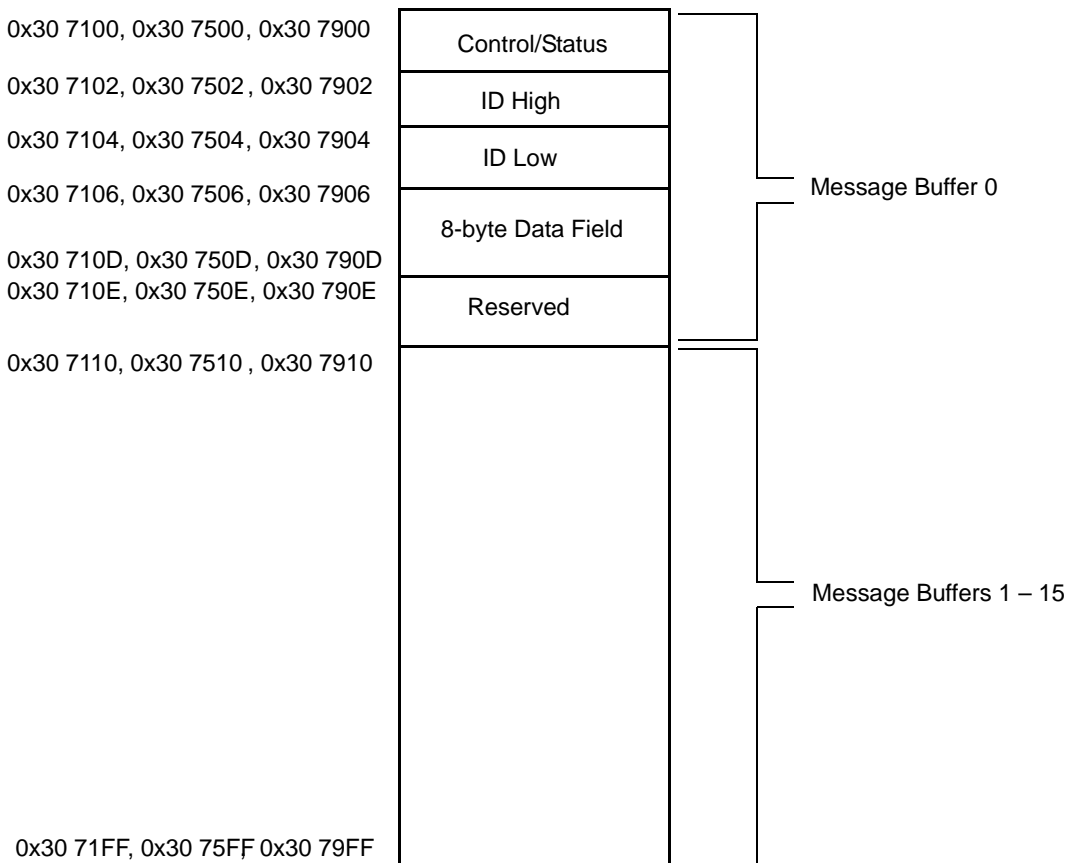 0x30 7100, 0x30 7500, 0x30 7900
Control/Status
0x30 7102, 0x30 7502, 0x30 7902
ID High
0x30 7104, 0x30 7504, 0x30 7904
ID Low
0x30 7106, 0x30 7506, 0x30 7906
Message Buffer 0
8-byte Data Field
0x30 710D, 0x30 750D, 0x30 790D
0x30 710E, 0x30 750E, 0x30 790E
Reserved
0x30 7110, 0x30 7510, 0x30 7910
Message Buffers 1 – 15
0x30 71FF, 0x30 75FF, 0x30 79FF